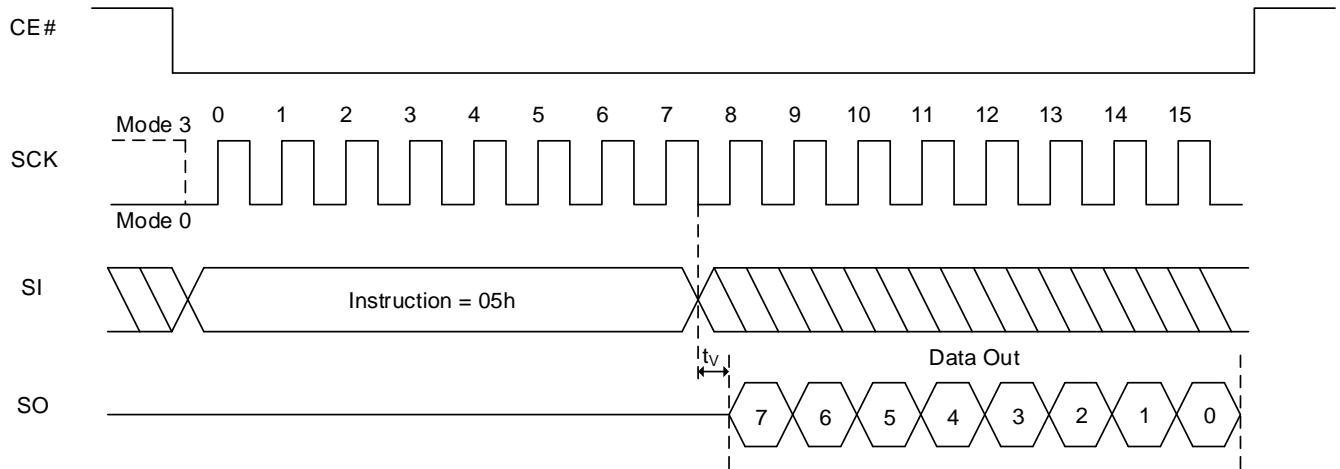 CE#
0 1 2 3 4 5 6 7 8 9 10 11 12 13 14 15
Mode 3
SCK
Mode 0
SI
Instruction = 05h
tV
Data Out
SO
7 6 5 4 3 2 1 0